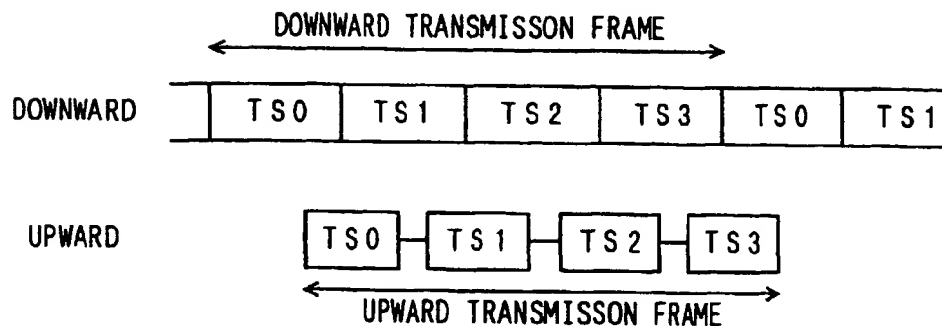 DOWNWARD TRANSMISSON FRAME
DOWNWARD TS0 TS1 TS2 TS3 TS0 TS1
UPWARD TS0 TS1 TS2 TS3
UPWARD TRANSMISSON FRAME